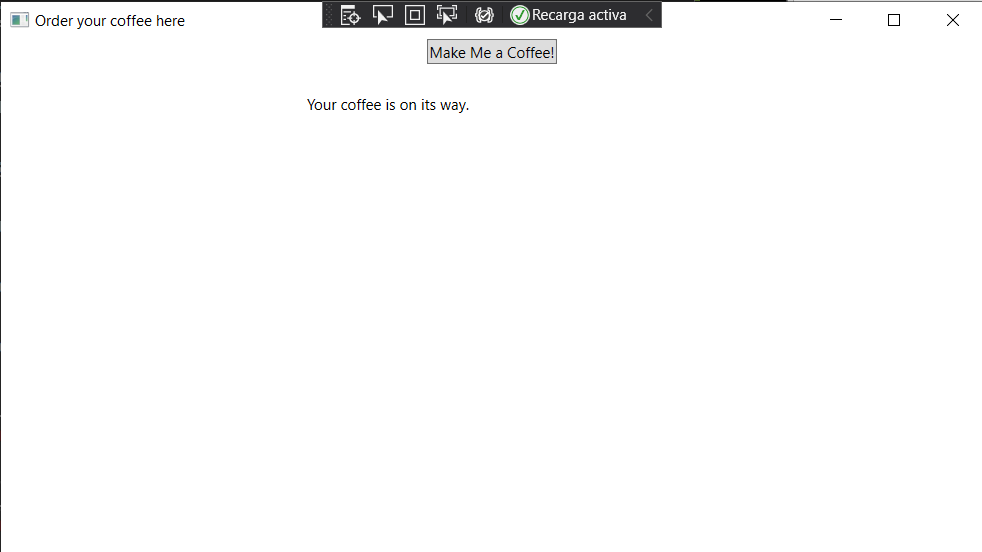 Order your coffee here
Recarga activa
Make Me a Coffee!
Your coffee is on its way.